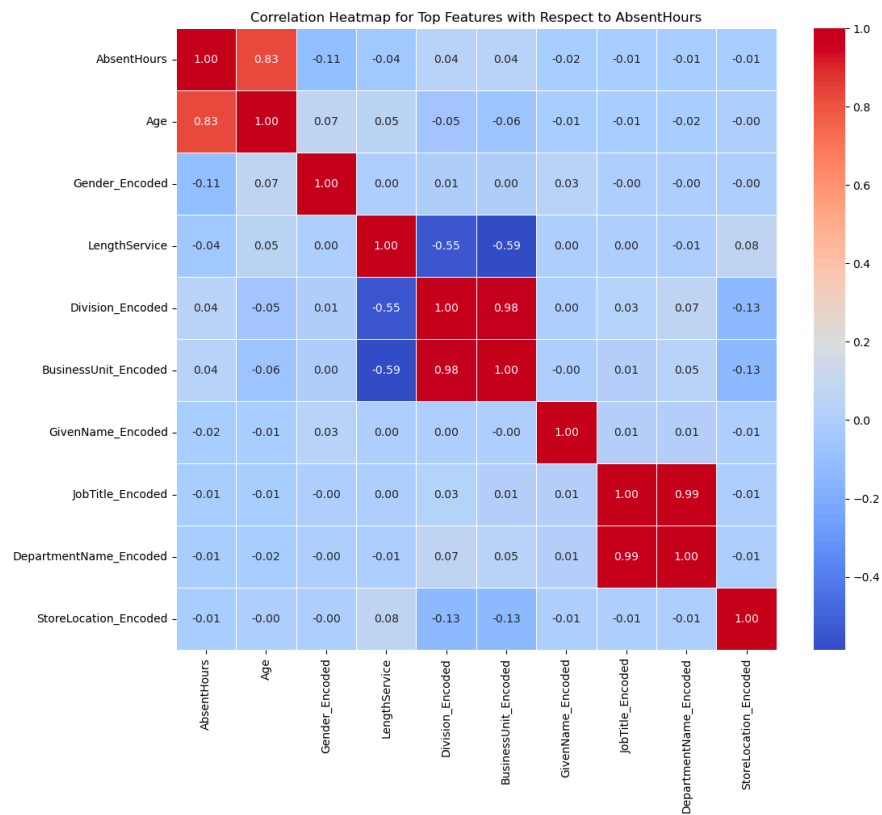 Correlation Heatmap for Top Features with Respect to AbsentHours
AbsentHours 1.00 0.83 -0.11 -0.04 0.04 0.04 -0.02 -0.01 -0.01 -0.01
Age 0.83 1.00 0.07 0.05 -0.05 -0.06 -0.01 -0.01 -0.02 -0.00
Gender_Encoded -0.11 0.07 1.00 0.00 0.01 0.00 0.03 -0.00 -0.00 -0.00
LengthService -0.04 0.05 0.00 1.00 -0.55 -0.59 0.00 0.00 -0.01 0.08
Division_Encoded 0.04 -0.05 0.01 -0.55 1.00 0.98 0.00 0.03 0.07 -0.13
BusinessUnit_Encoded 0.04 -0.06 0.00 -0.59 0.98 1.00 -0.00 0.01 0.05 -0.13
GivenName_Encoded -0.02 -0.01 0.03 0.00 0.00 -0.00 1.00 0.01 0.01 -0.01
JobTitle_Encoded -0.01 -0.01 -0.00 0.00 0.03 0.01 0.01 1.00 0.99 -0.01
DepartmentName_Encoded -0.01 -0.02 -0.00 -0.01 0.07 0.05 0.01 0.99 1.00 -0.01
StoreLocation_Encoded -0.01 -0.00 -0.00 0.08 -0.13 -0.13 -0.01 -0.01 -0.01 1.00
AbsentHours
Age
Gender_Encoded
LengthService
Division_Encoded
BusinessUnit_Encoded
GivenName_Encoded
JobTitle_Encoded
DepartmentName_Encoded
StoreLocation_Encoded
1.0
0.8
0.6
0.4
0.2
0.0
−0.2
−0.4